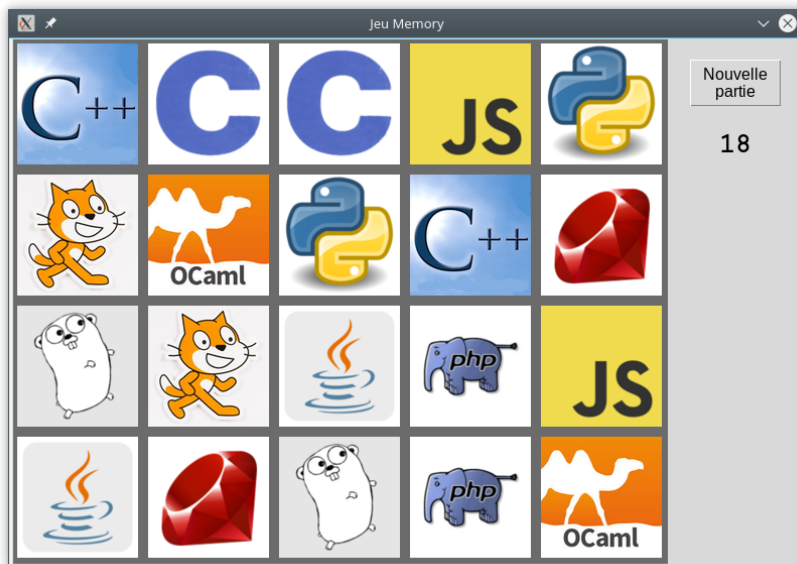 Jeu Memory
C++
C
C
JS
Nouvelle
partie
18
OCaml
C++
php
JS
php
OCaml